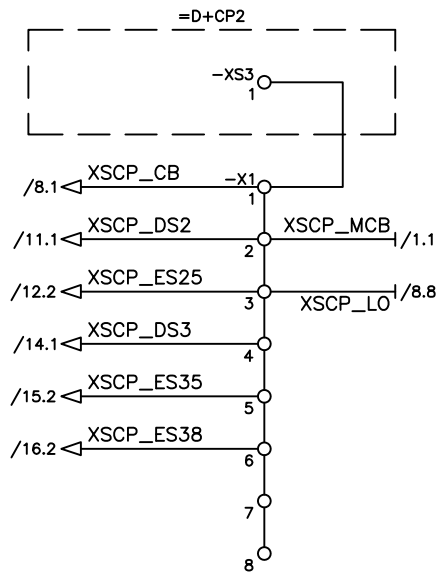 =D+CP2
-XS3
1
XSCP_CB
-X1
/8.1
1
XSCP_DS2
XSCP_MCB
/11.1
/1.1
2
XSCP_ES25
/12.2
/8.8
3
XSCP_LO
XSCP_DS3
/14.1
4
XSCP_ES35
/15.2
5
XSCP_ES38
/16.2
6
7
8